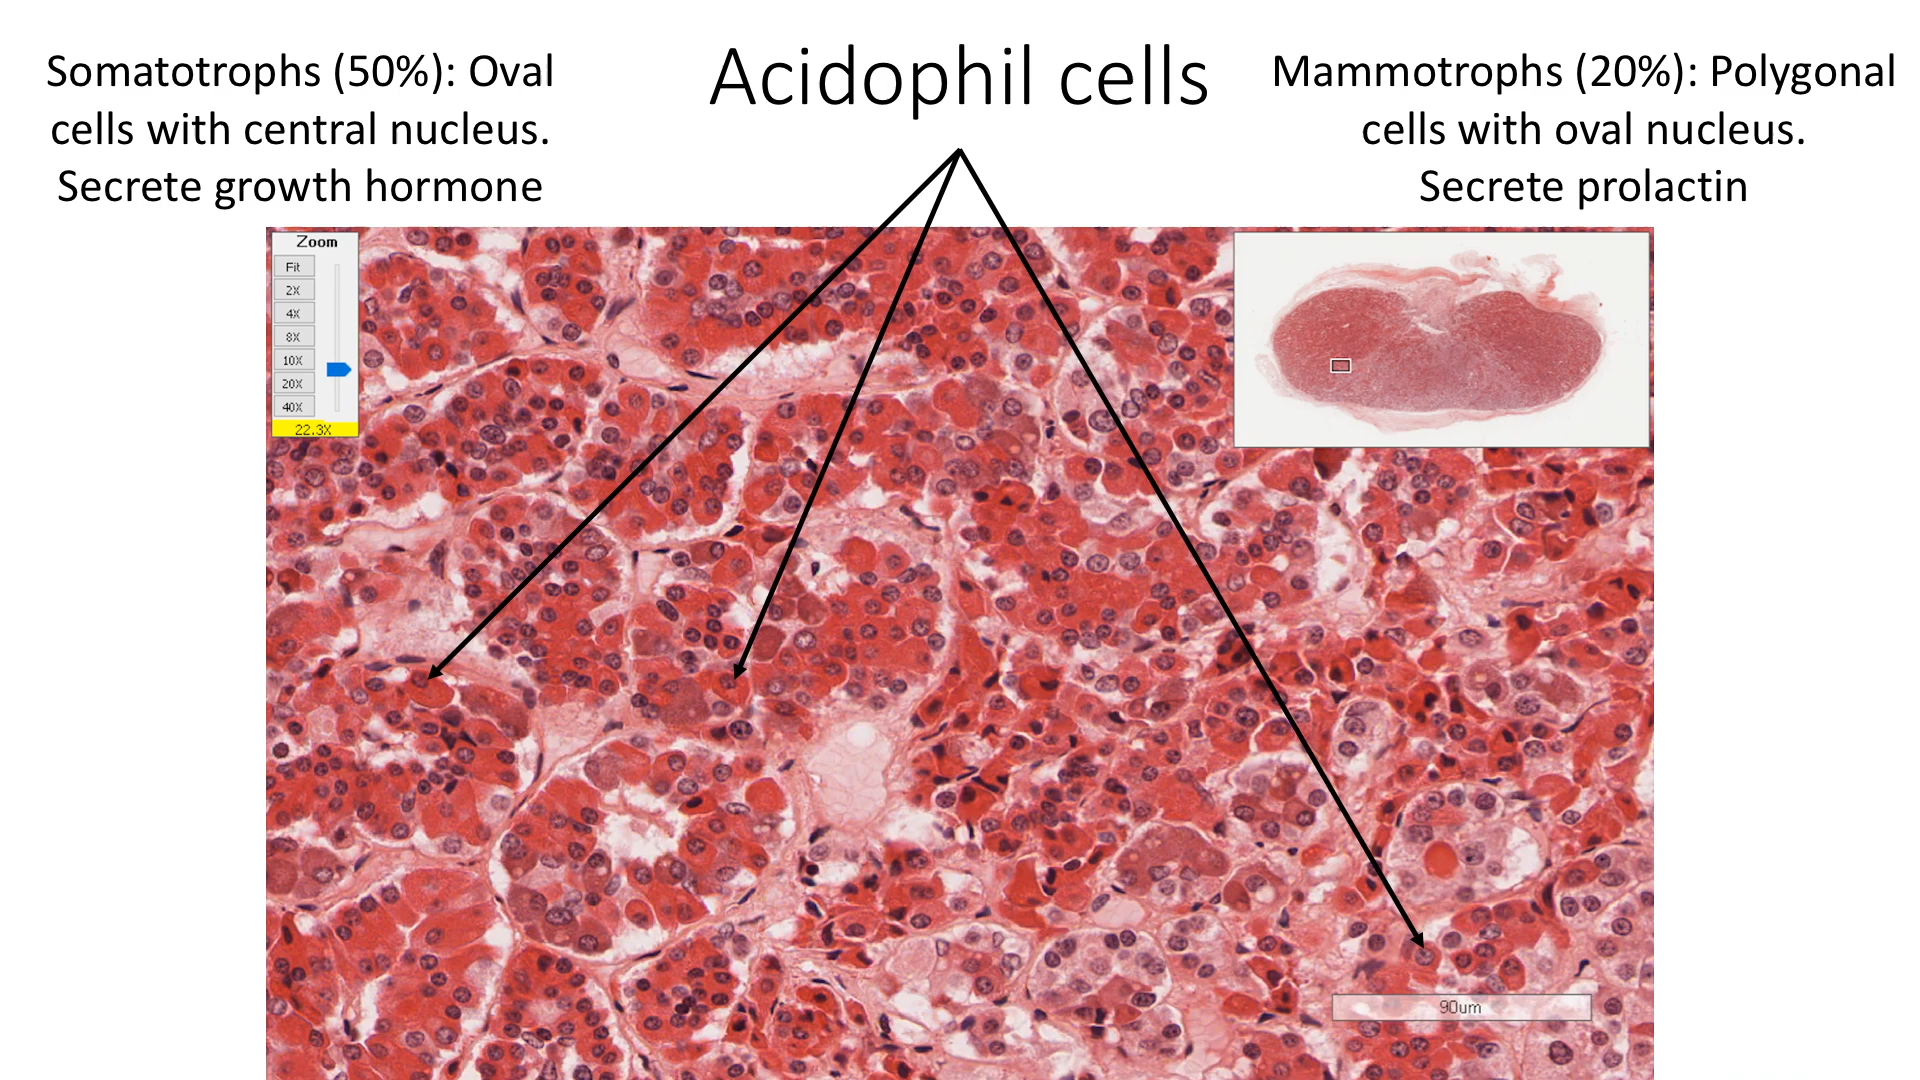 Somatotrophs (50%): Oval
cells with central nucleus.
Secrete growth hormone
Acidophil cells
Mammotrophs (20%): Polygonal
cells with oval nucleus.
Secrete prolactin
Zoom
Fit
2X
4X
8X
10X
20X
40X
22.3X
90um